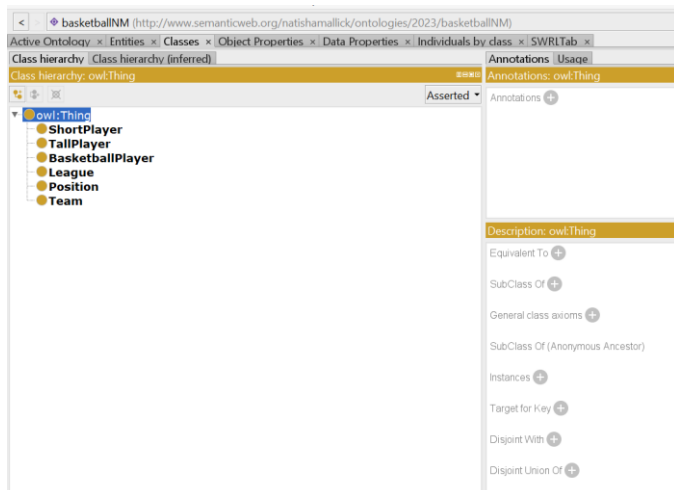 < > basketballNM (http://www.semanticweb.org/natishamallick/ontologies/2023/basketballNM)
Active Ontology × Entities × Classes × Object Properties × Data Properties × Individuals by class × SWRLTab ×
Class hierarchy Class hierarchy (inferred)
Class hierarchy: owl:Thing
Asserted
owl:Thing
ShortPlayer
TallPlayer
BasketballPlayer
League
Position
Team
Annotations Usage
Annotations: owl:Thing
Annotations
Description: owl:Thing
Equivalent To
SubClass Of
General class axioms
SubClass Of (Anonymous Ancestor)
Instances
Target for Key
Disjoint With
Disjoint Union Of